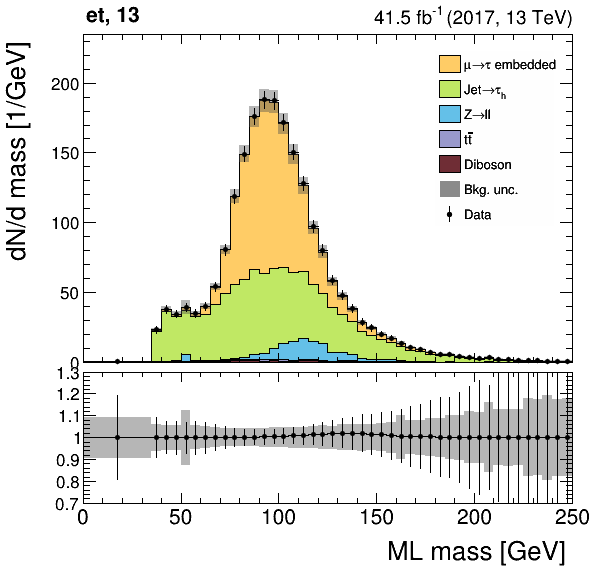 et, 13
41.5 fb⁻¹ (2017, 13 TeV)
dN/d mass [1/GeV]
200
150
100
50
0
μ→τ embedded
Jet→τₕ
Z→ll
tt̅
Diboson
Bkg. unc.
Data
1.3
1.2
1.1
1
0.9
0.8
0.7
0 50 100 150 200 250
ML mass [GeV]